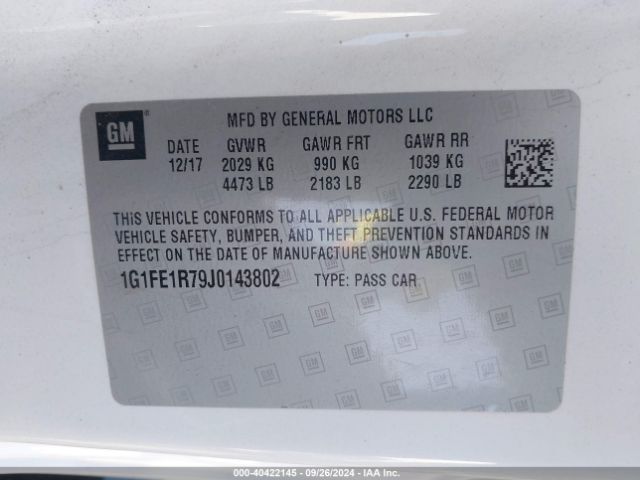 GM
MFD BY GENERAL MOTORS LLC
DATE GVWR GAWR FRT GAWR RR
12/17 2029 KG 990 KG 1039 KG
4473 LB 2183 LB 2290 LB
THIS VEHICLE CONFORMS TO ALL APPLICABLE U.S. FEDERAL MOTOR
VEHICLE SAFETY, BUMPER, AND THEFT PREVENTION STANDARDS IN
EFFECT ON THE DATE OF MANUFACTURE SHOWN ABOVE.
1G1FE1R79J0143802 TYPE: PASS CAR
000-40422145 - 09/26/2024 - IAA Inc.